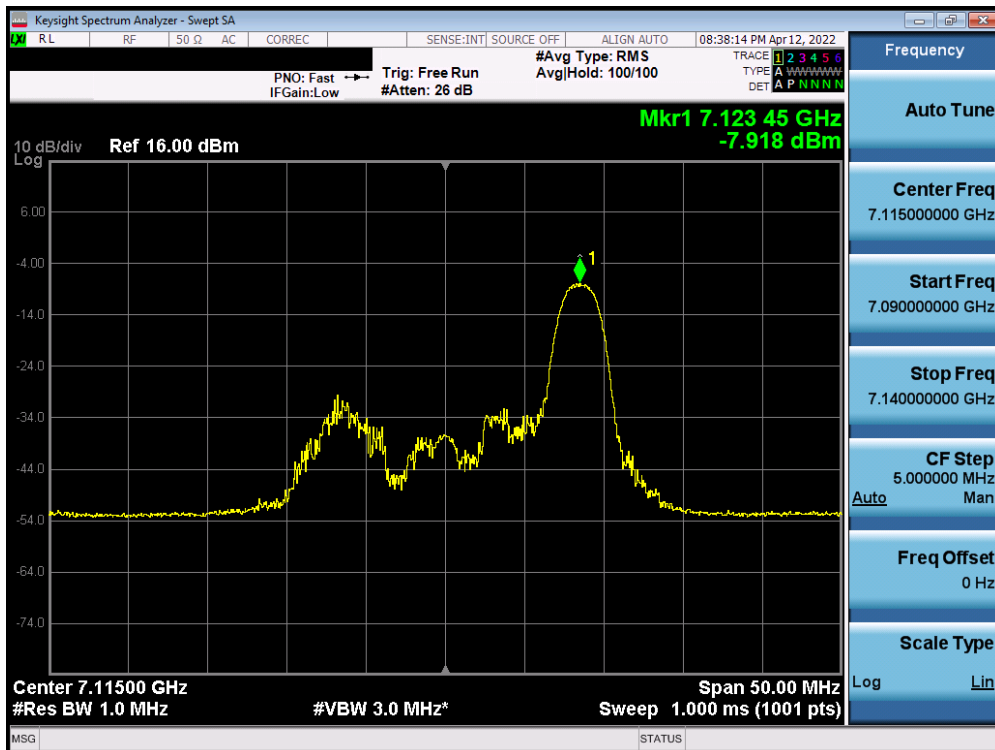 Keysight Spectrum Analyzer - Swept SA
LXI RL RF 50 Ω AC CORREC SENSE:INT SOURCE OFF ALIGN AUTO 08:38:14 PM Apr 12, 2022
Frequency
PNO: Fast
IFGain:Low
Trig: Free Run
#Atten: 26 dB
#Avg Type: RMS
Avg|Hold: 100/100
TRACE 1 2 3 4 5 6
TYPE A WWWWW
DET A P N N N N
Mkr1 7.123 45 GHz
-7.918 dBm
10 dB/div Ref 16.00 dBm
Log
1
6.00
-4.00
-14.0
-24.0
-34.0
-44.0
-54.0
-64.0
-74.0
Center 7.11500 GHz Span 50.00 MHz
#Res BW 1.0 MHz #VBW 3.0 MHz* Sweep 1.000 ms (1001 pts)
MSG STATUS
Auto Tune
Center Freq
7.115000000 GHz
Start Freq
7.090000000 GHz
Stop Freq
7.140000000 GHz
CF Step
5.000000 MHz
Auto Man
Freq Offset
0 Hz
Scale Type
Log Lin